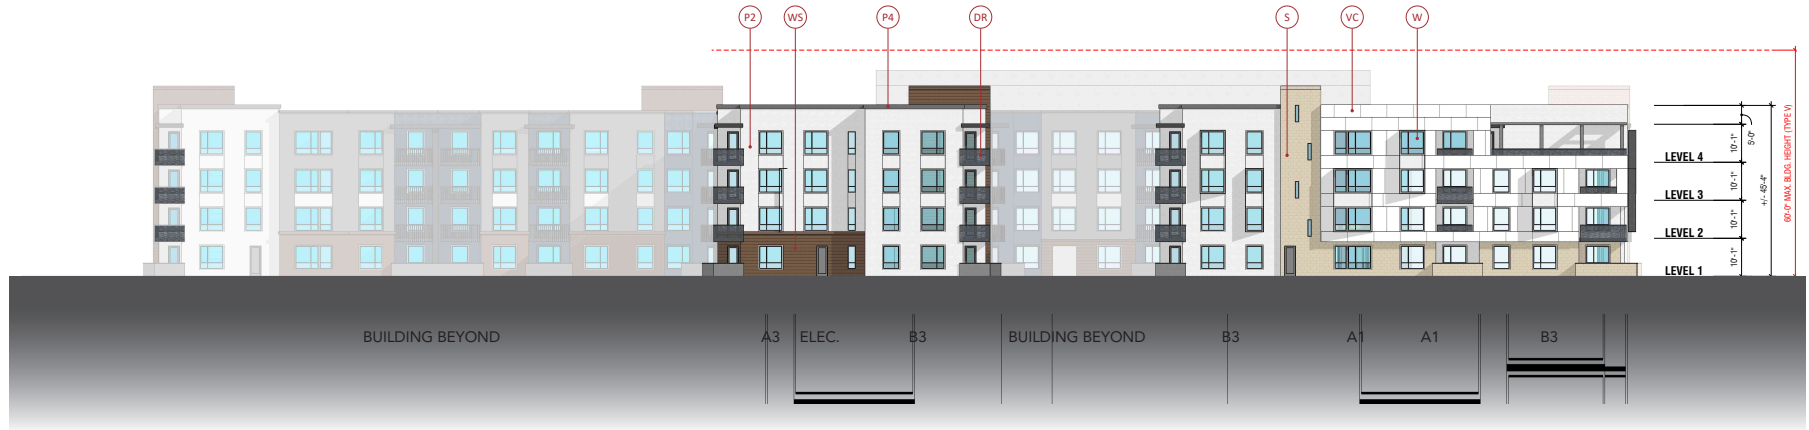 P2 WS P4 DR S VC W
60'-0" MAX. BLDG. HEIGHT (TYPE V)
5'-0"
+/- 45'-4"
10'-1"
LEVEL 4
10'-1"
LEVEL 3
10'-1"
LEVEL 2
10'-1"
LEVEL 1
BUILDING BEYOND A3 ELEC. B3 BUILDING BEYOND B3 A1 A1 B3